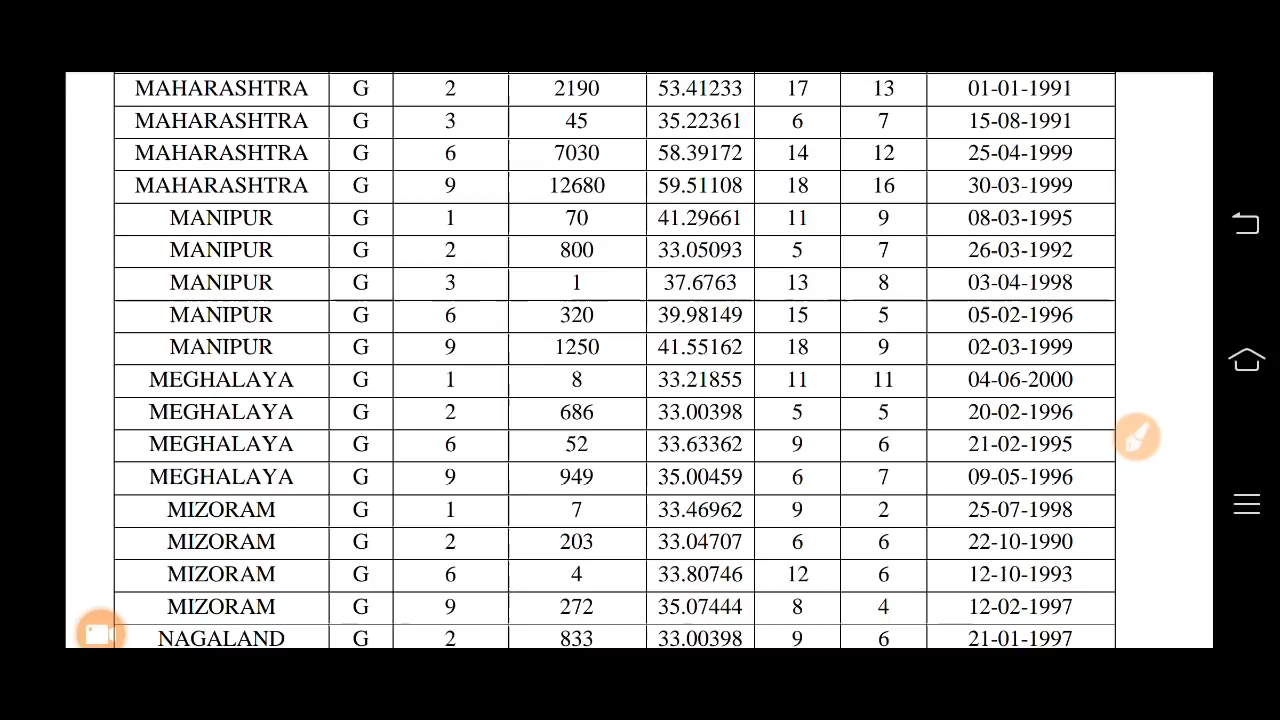 MAHARASHTRA G 2 2190 53.41233 17 13 01-01-1991
MAHARASHTRA G 3 45 35.22361 6 7 15-08-1991
MAHARASHTRA G 6 7030 58.39172 14 12 25-04-1999
MAHARASHTRA G 9 12680 59.51108 18 16 30-03-1999
MANIPUR G 1 70 41.29661 11 9 08-03-1995
MANIPUR G 2 800 33.05093 5 7 26-03-1992
MANIPUR G 3 1 37.6763 13 8 03-04-1998
MANIPUR G 6 320 39.98149 15 5 05-02-1996
MANIPUR G 9 1250 41.55162 18 9 02-03-1999
MEGHALAYA G 1 8 33.21855 11 11 04-06-2000
MEGHALAYA G 2 686 33.00398 5 5 20-02-1996
MEGHALAYA G 6 52 33.63362 9 6 21-02-1995
MEGHALAYA G 9 949 35.00459 6 7 09-05-1996
MIZORAM G 1 7 33.46962 9 2 25-07-1998
MIZORAM G 2 203 33.04707 6 6 22-10-1990
MIZORAM G 6 4 33.80746 12 6 12-10-1993
MIZORAM G 9 272 35.07444 8 4 12-02-1997
NAGALAND G 2 833 33.00398 9 6 21-01-1997